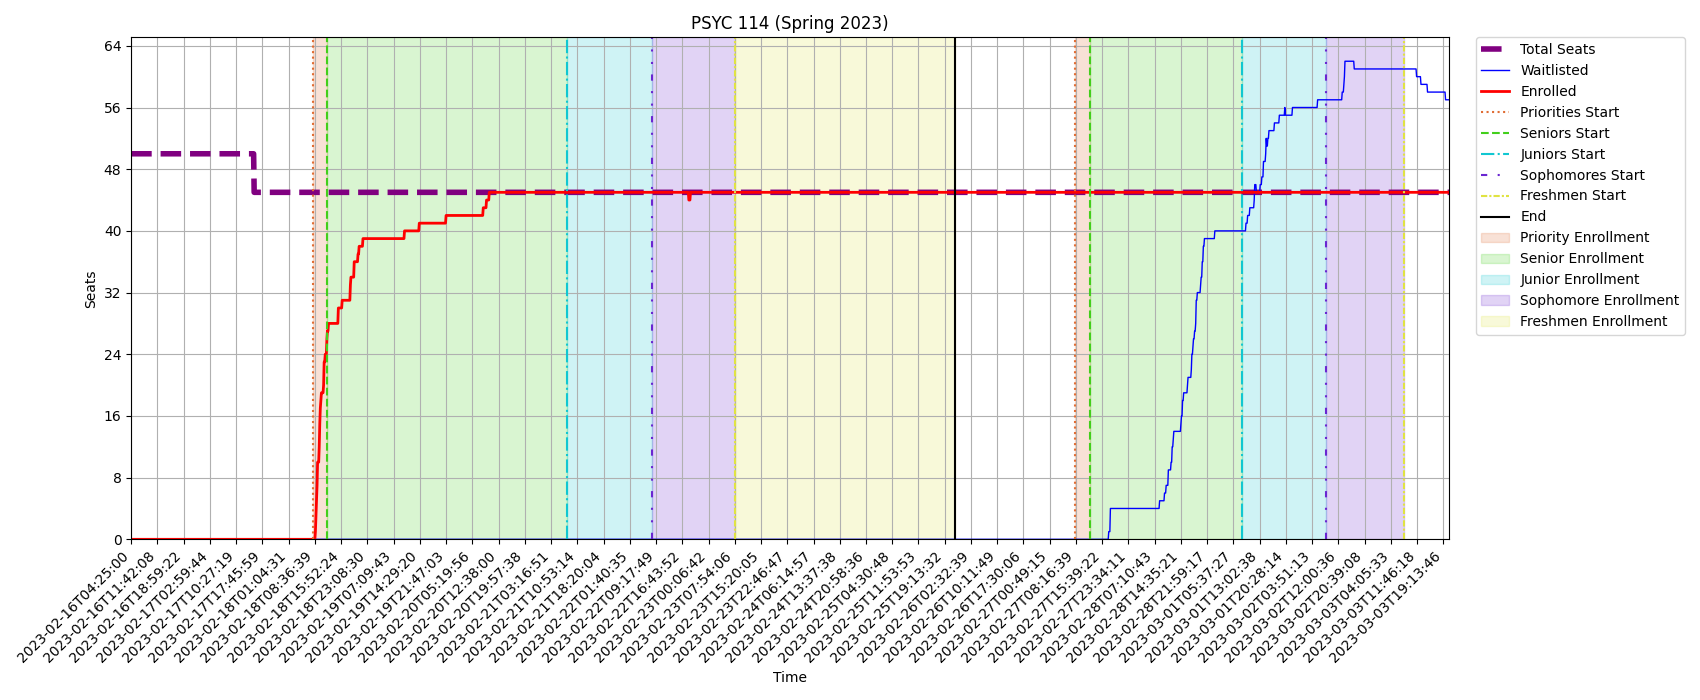 PSYC 114 (Spring 2023)
Total Seats
Waitlisted
Enrolled
Priorities Start
Seniors Start
Juniors Start
Sophomores Start
Freshmen Start
End
Priority Enrollment
Senior Enrollment
Junior Enrollment
Sophomore Enrollment
Freshmen Enrollment
Seats
64
56
48
40
32
24
16
8
0
2023-02-16T04:25:00
2023-02-16T11:42:08
2023-02-16T18:59:22
2023-02-17T02:59:44
2023-02-17T10:27:19
2023-02-17T17:45:59
2023-02-18T01:04:31
2023-02-18T08:36:39
2023-02-18T15:52:24
2023-02-18T23:08:30
2023-02-19T07:09:43
2023-02-19T14:29:20
2023-02-19T21:47:03
2023-02-20T05:19:56
2023-02-20T12:38:00
2023-02-20T19:57:38
2023-02-21T03:16:51
2023-02-21T10:53:14
2023-02-21T18:20:04
2023-02-22T01:40:35
2023-02-22T09:17:49
2023-02-22T16:43:52
2023-02-23T00:06:42
2023-02-23T07:54:06
2023-02-23T15:20:05
2023-02-23T22:46:47
2023-02-24T06:14:57
2023-02-24T13:37:38
2023-02-24T20:58:36
2023-02-25T04:30:48
2023-02-25T11:53:53
2023-02-25T19:13:32
2023-02-26T02:32:39
2023-02-26T10:11:49
2023-02-26T17:30:06
2023-02-27T00:49:15
2023-02-27T08:16:39
2023-02-27T15:39:22
2023-02-27T23:34:11
2023-02-28T07:10:43
2023-02-28T14:35:21
2023-02-28T21:59:17
2023-03-01T05:37:27
2023-03-01T13:02:38
2023-03-01T20:28:14
2023-03-02T03:51:13
2023-03-02T12:00:36
2023-03-02T20:39:08
2023-03-03T04:05:33
2023-03-03T11:46:18
2023-03-03T19:13:46
Time